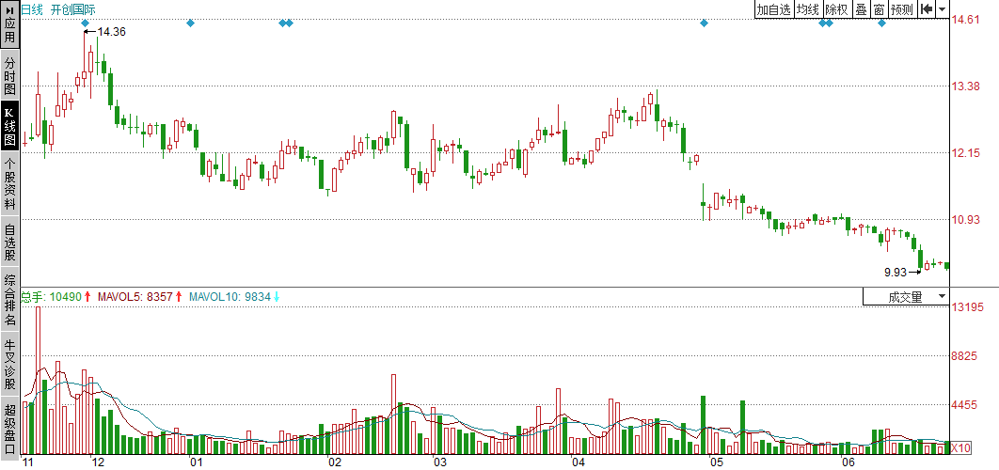 应用
分时图
K线图
个股资料
自选股
综合排名
牛叉诊股
超级盘口
日线 开创国际
加自选 均线 除权 叠 窗 预测
14.36
14.61
13.38
12.15
10.93
9.93
总手: 10490 MAVOL5: 8357 MAVOL10: 9834
成交量
13195
8825
4455
X10
11 12 01 02 03 04 05 06